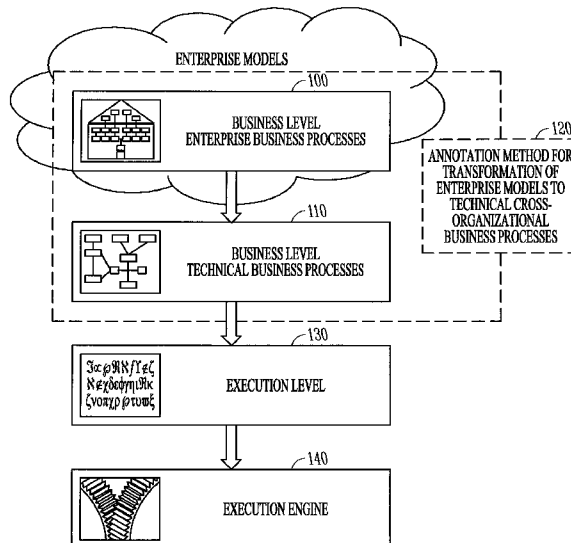 ENTERPRISE MODELS
100
BUSINESS LEVEL
ENTERPRISE BUSINESS PROCESSES
120
ANNOTATION METHOD FOR
TRANSFORMATION OF
ENTERPRISE MODELS TO
TECHNICAL CROSS-
ORGANIZATIONAL
BUSINESS PROCESSES
110
BUSINESS LEVEL
TECHNICAL BUSINESS PROCESSES
130
EXECUTION LEVEL
140
EXECUTION ENGINE